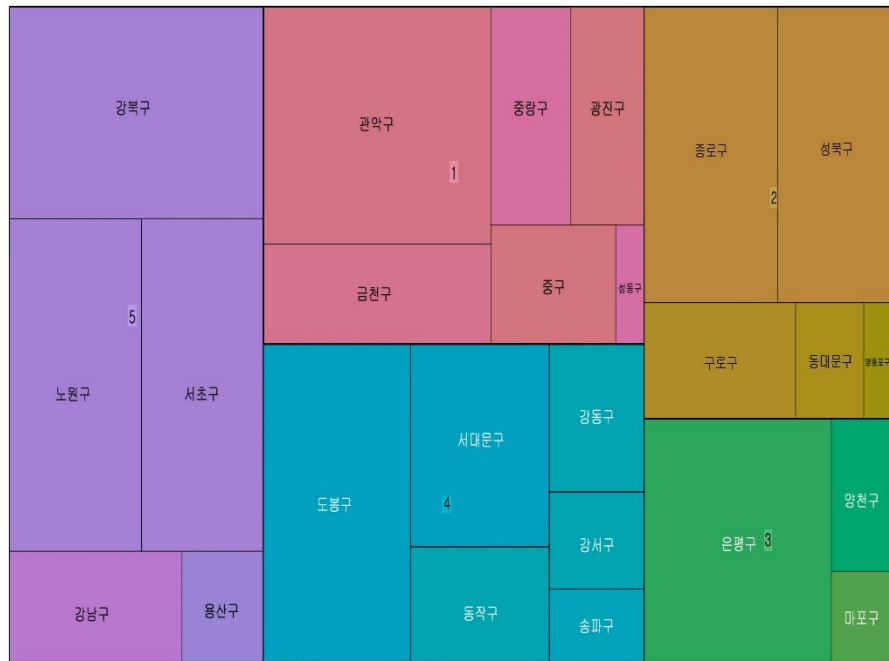 강북구
노원구
서초구
5
강남구
용산구
관악구
중랑구
광진구
1
금천구
중구
성동구
도봉구
서대문구
강동구
4
강서구
동작구
송파구
종로구
성북구
2
구로구
동대문구
영등포구
은평구
3
양천구
마포구